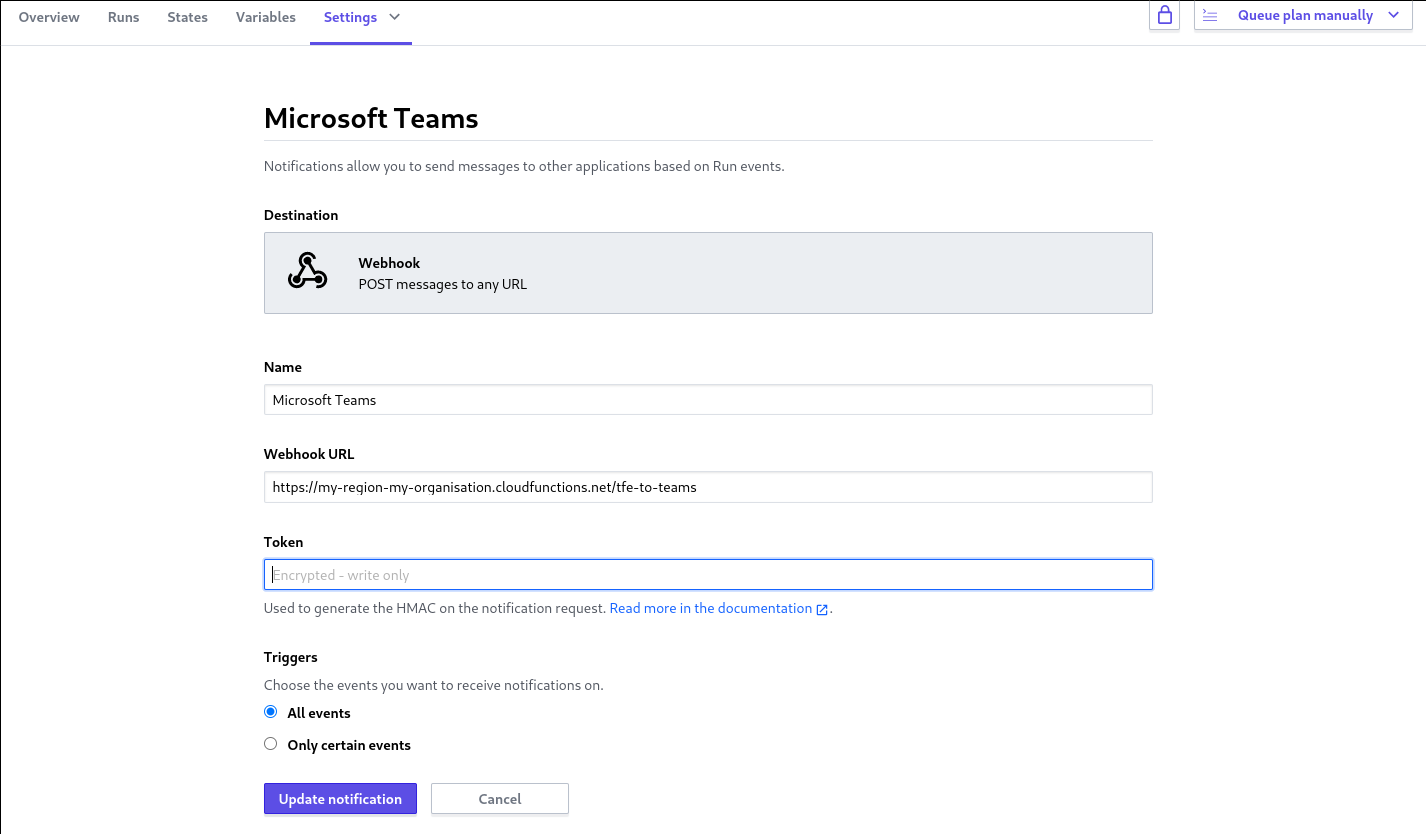 Overview Runs States Variables Settings Queue plan manually
Microsoft Teams
Notifications allow you to send messages to other applications based on Run events.
Destination
Webhook
POST messages to any URL
Name
Microsoft Teams
Webhook URL
https://my-region-my-organisation.cloudfunctions.net/tfe-to-teams
Token
Encrypted - write only
Used to generate the HMAC on the notification request. Read more in the documentation.
Triggers
Choose the events you want to receive notifications on.
All events
Only certain events
Update notification Cancel